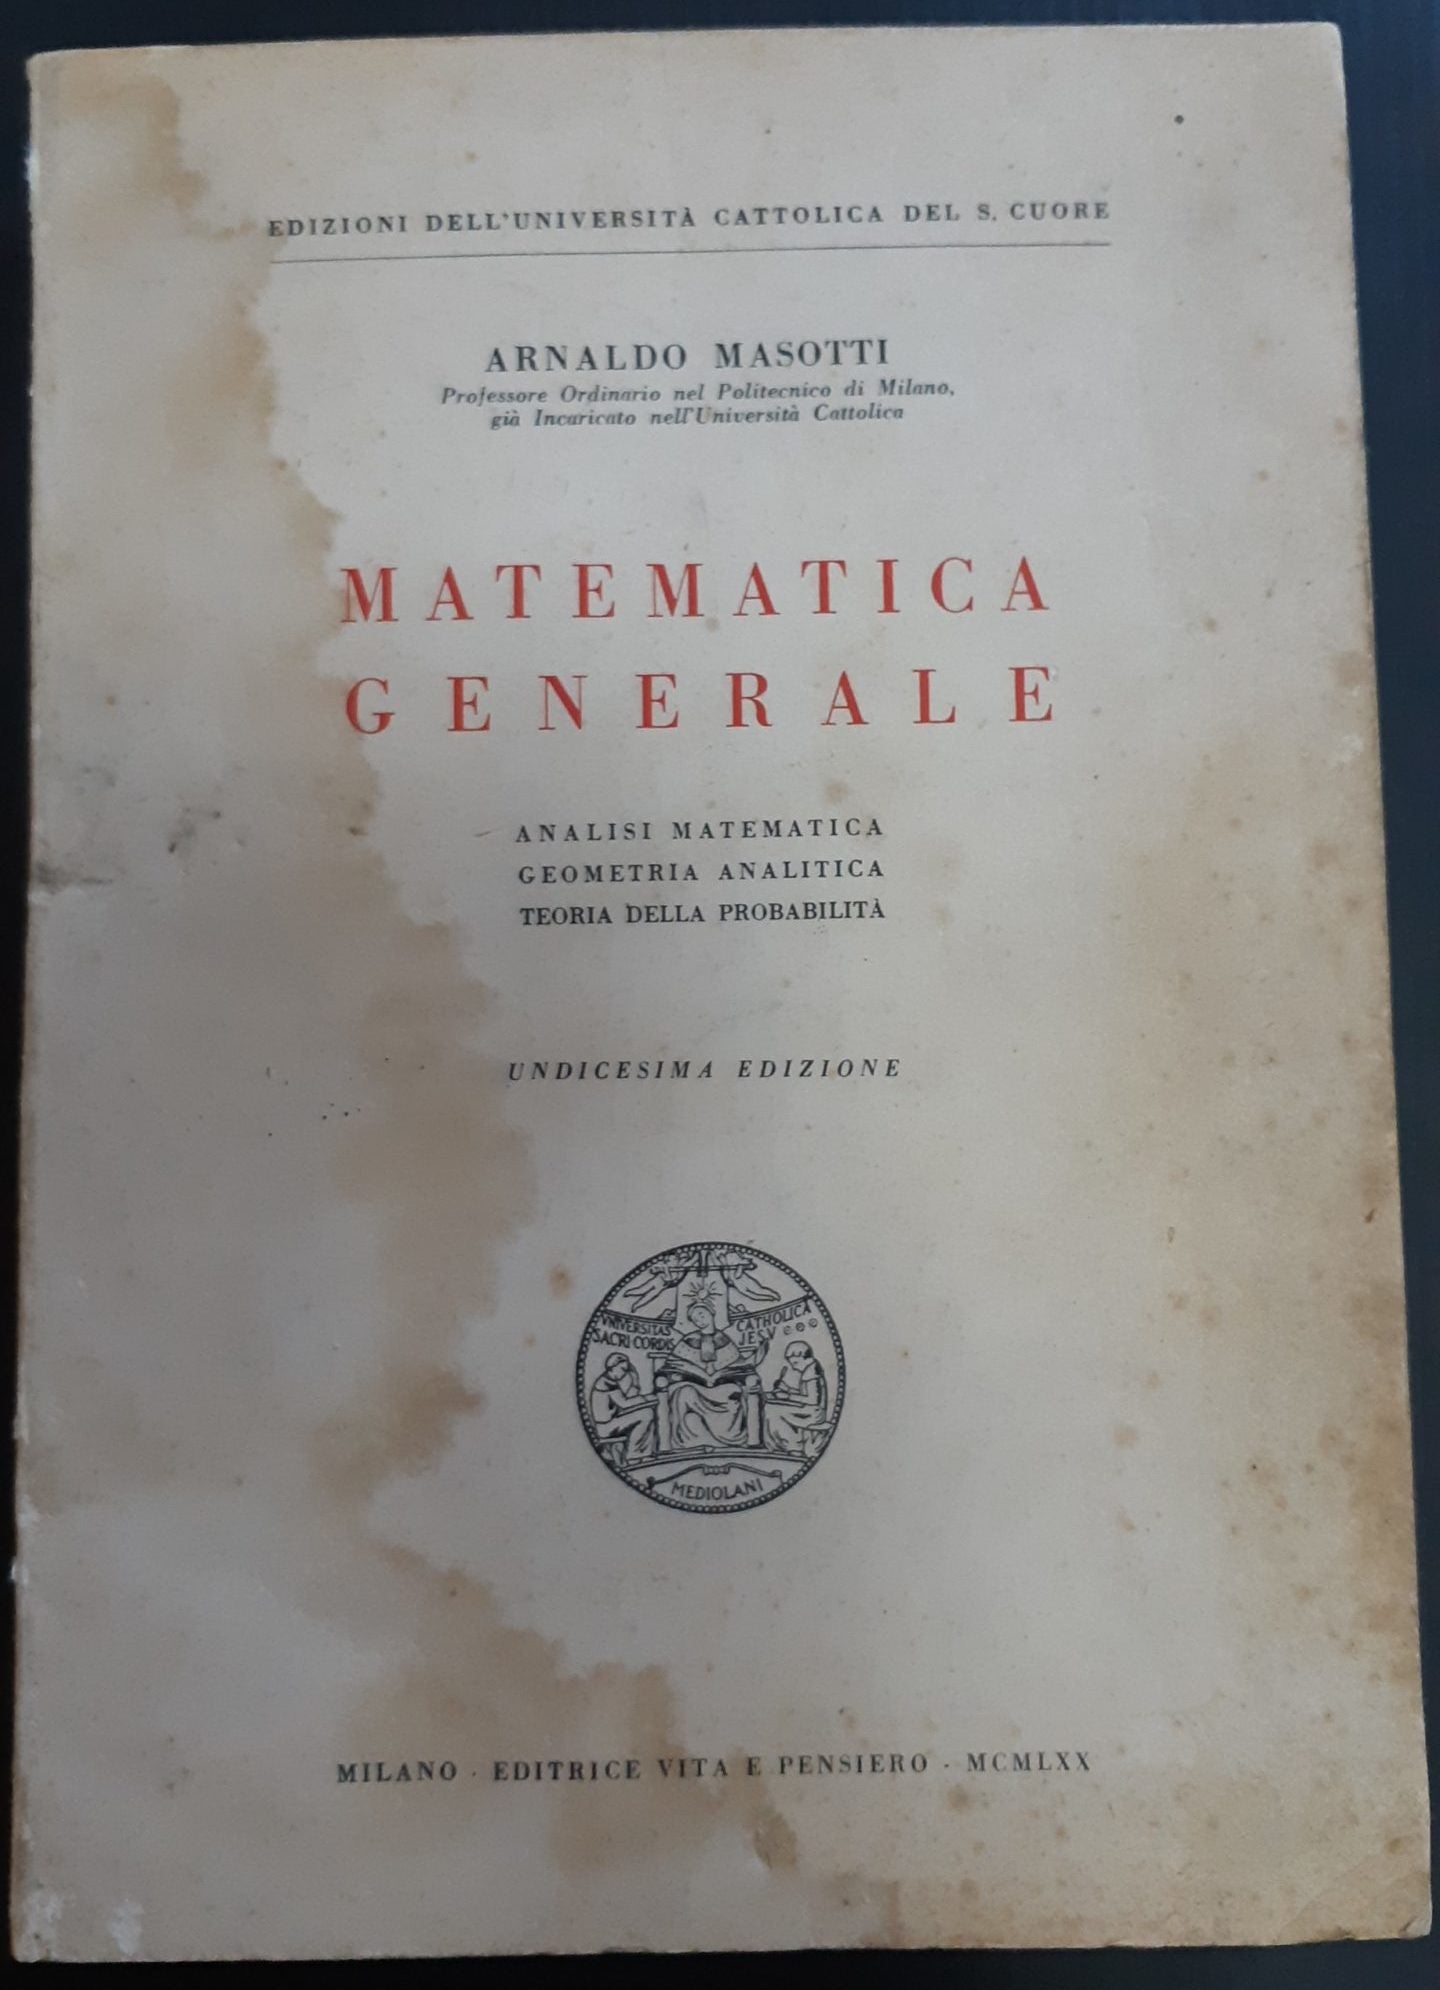 EDIZIONI DELL'UNIVERSITÀ CATTOLICA DEL S. CUORE
ARNALDO MASOTTI
Professore Ordinario nel Politecnico di Milano,
già Incaricato nell'Università Cattolica
MATEMATICA
GENERALE
ANALISI MATEMATICA
GEOMETRIA ANALITICA
TEORIA DELLA PROBABILITÀ
UNDICESIMA EDIZIONE
VNIVERSITAS CATHOLICA
SACRI CORDIS JESV
MEDIOLANI
MILANO · EDITRICE VITA E PENSIERO · MCMLXX